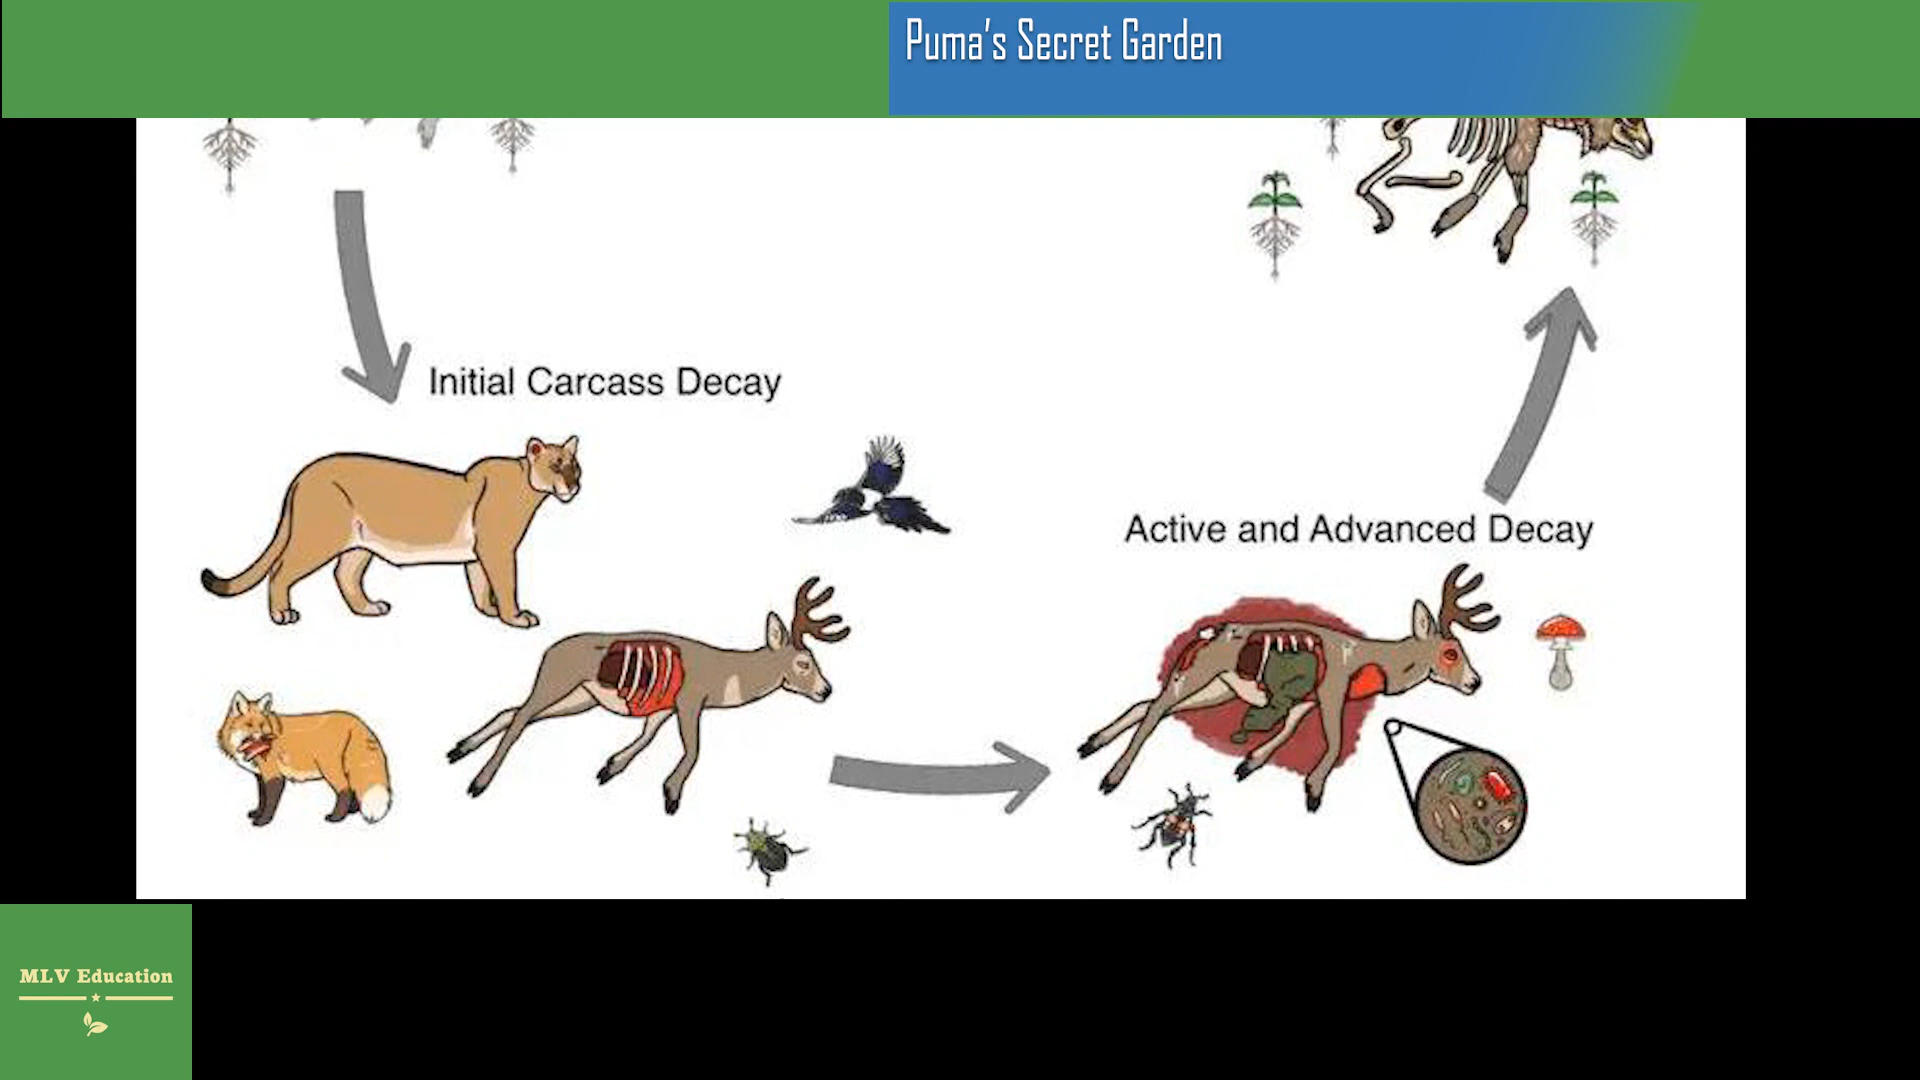 Puma's Secret Garden
Initial Carcass Decay
Active and Advanced Decay
MLV Education